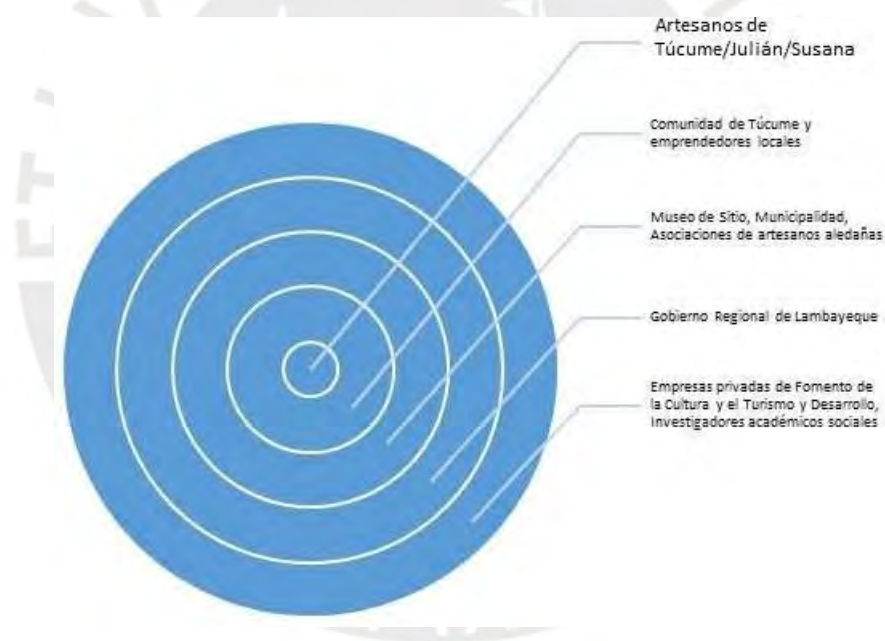 Artesanos de
Túcume/Julián/Susana
Comunidad de Túcume y
emprendedores locales
Museo de Sitio, Municipalidad,
Asociaciones de artesanos aledañas
Gobierno Regional de Lambayeque
Empresas privadas de Fomento de
la Cultura y el Turismo y Desarrollo,
Investigadores académicos sociales